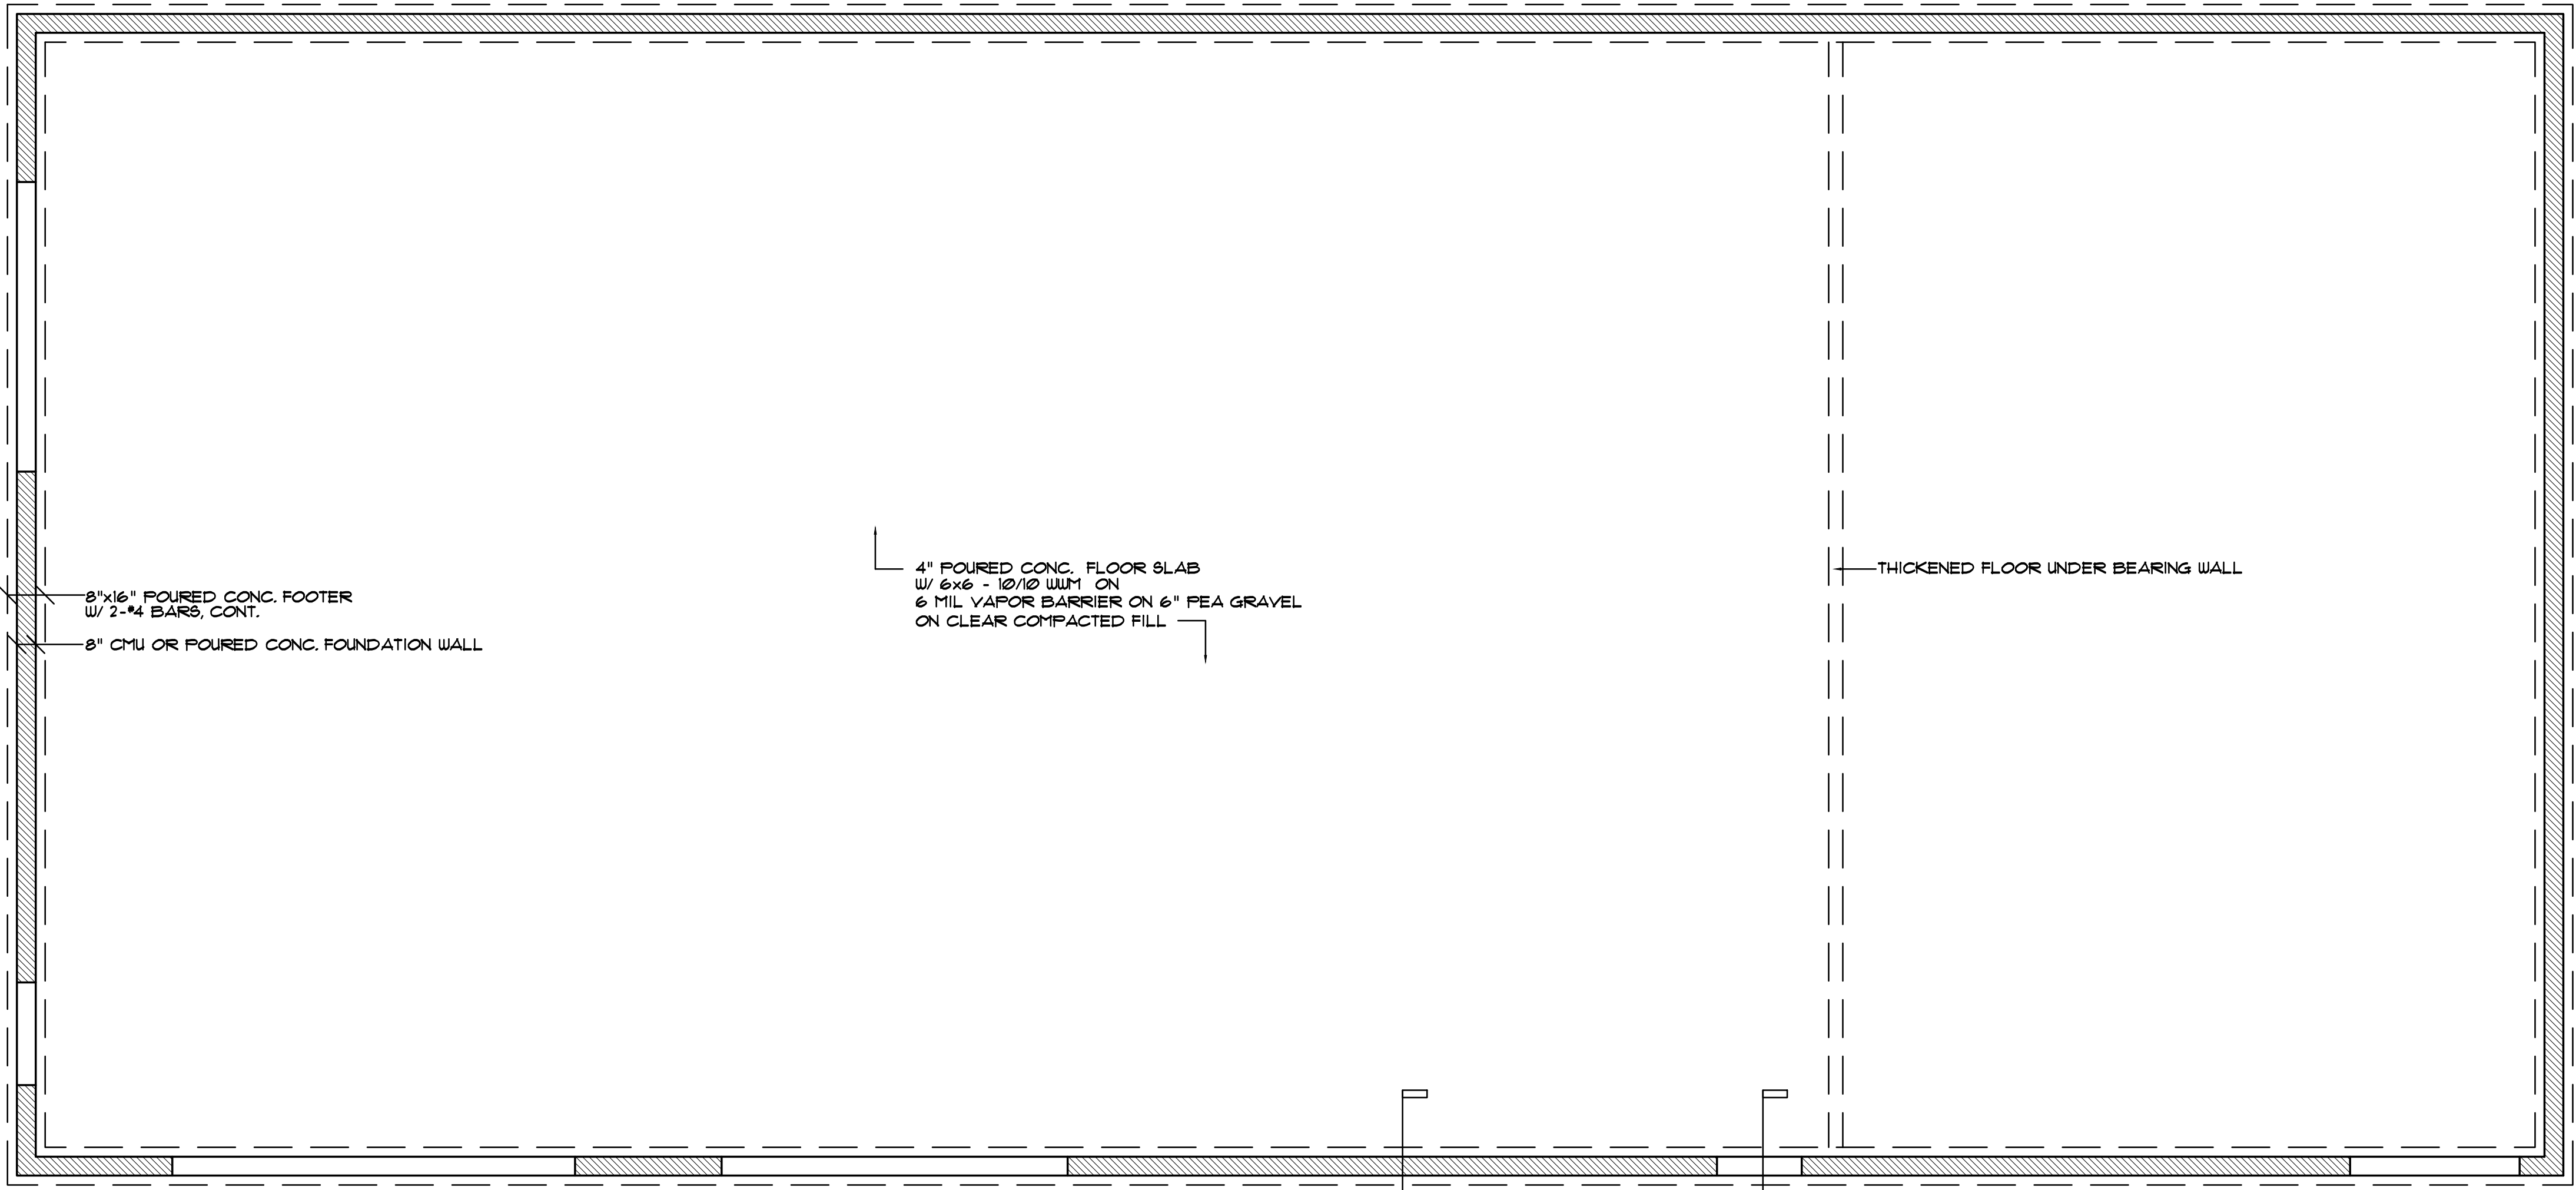 4" POURED CONC. FLOOR SLAB
W/ 6x6 - 10/10 WWM ON
6 MIL VAPOR BARRIER ON 6" PEA GRAVEL
ON CLEAR COMPACTED FILL
THICKENED FLOOR UNDER BEARING WALL
8"x16" POURED CONC. FOOTER
W/ 2-#4 BARS, CONT.
8" CMU OR POURED CONC. FOUNDATION WALL